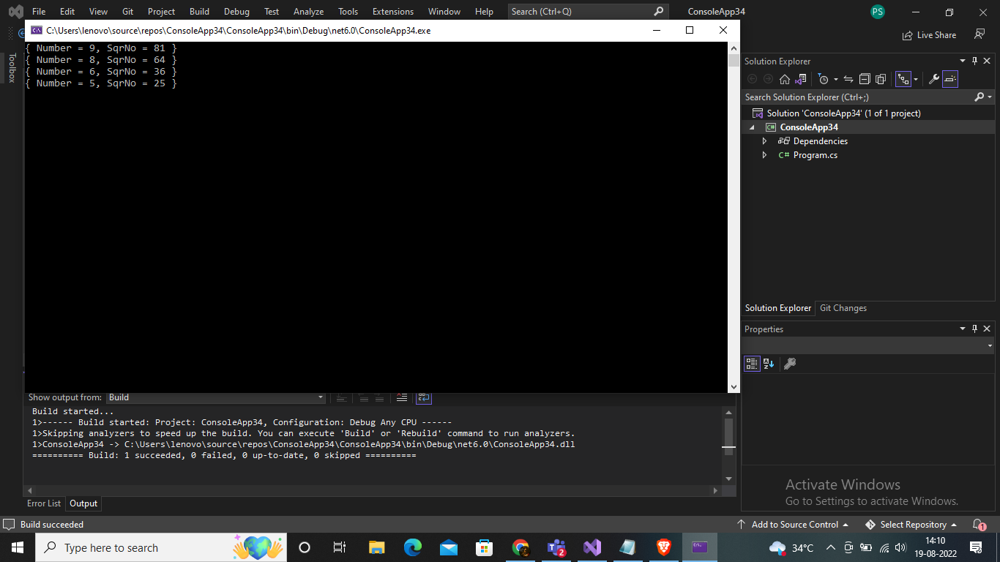 File Edit View Git Project Build Debug Test Analyze Tools Extensions Window Help Search (Ctrl+Q) ConsoleApp34 PS
C:\Users\lenovo\source\repos\ConsoleApp34\ConsoleApp34\bin\Debug\net6.0\ConsoleApp34.exe
Live Share
{ Number = 9, SqrNo = 81 }
{ Number = 8, SqrNo = 64 }
{ Number = 6, SqrNo = 36 }
{ Number = 5, SqrNo = 25 }
Toolbox
Solution Explorer
Search Solution Explorer (Ctrl+;)
Solution 'ConsoleApp34' (1 of 1 project)
ConsoleApp34
Dependencies
C# Program.cs
Solution Explorer Git Changes
Properties
Show output from: Build
Build started...
1>------ Build started: Project: ConsoleApp34, Configuration: Debug Any CPU ------
1>Skipping analyzers to speed up the build. You can execute 'Build' or 'Rebuild' command to run analyzers.
1>ConsoleApp34 -> C:\Users\lenovo\source\repos\ConsoleApp34\ConsoleApp34\bin\Debug\net6.0\ConsoleApp34.dll
========== Build: 1 succeeded, 0 failed, 0 up-to-date, 0 skipped ==========
Activate Windows
Go to Settings to activate Windows.
Error List Output
Build succeeded Add to Source Control Select Repository 1
Type here to search 2 34°C 14:10
19-08-2022